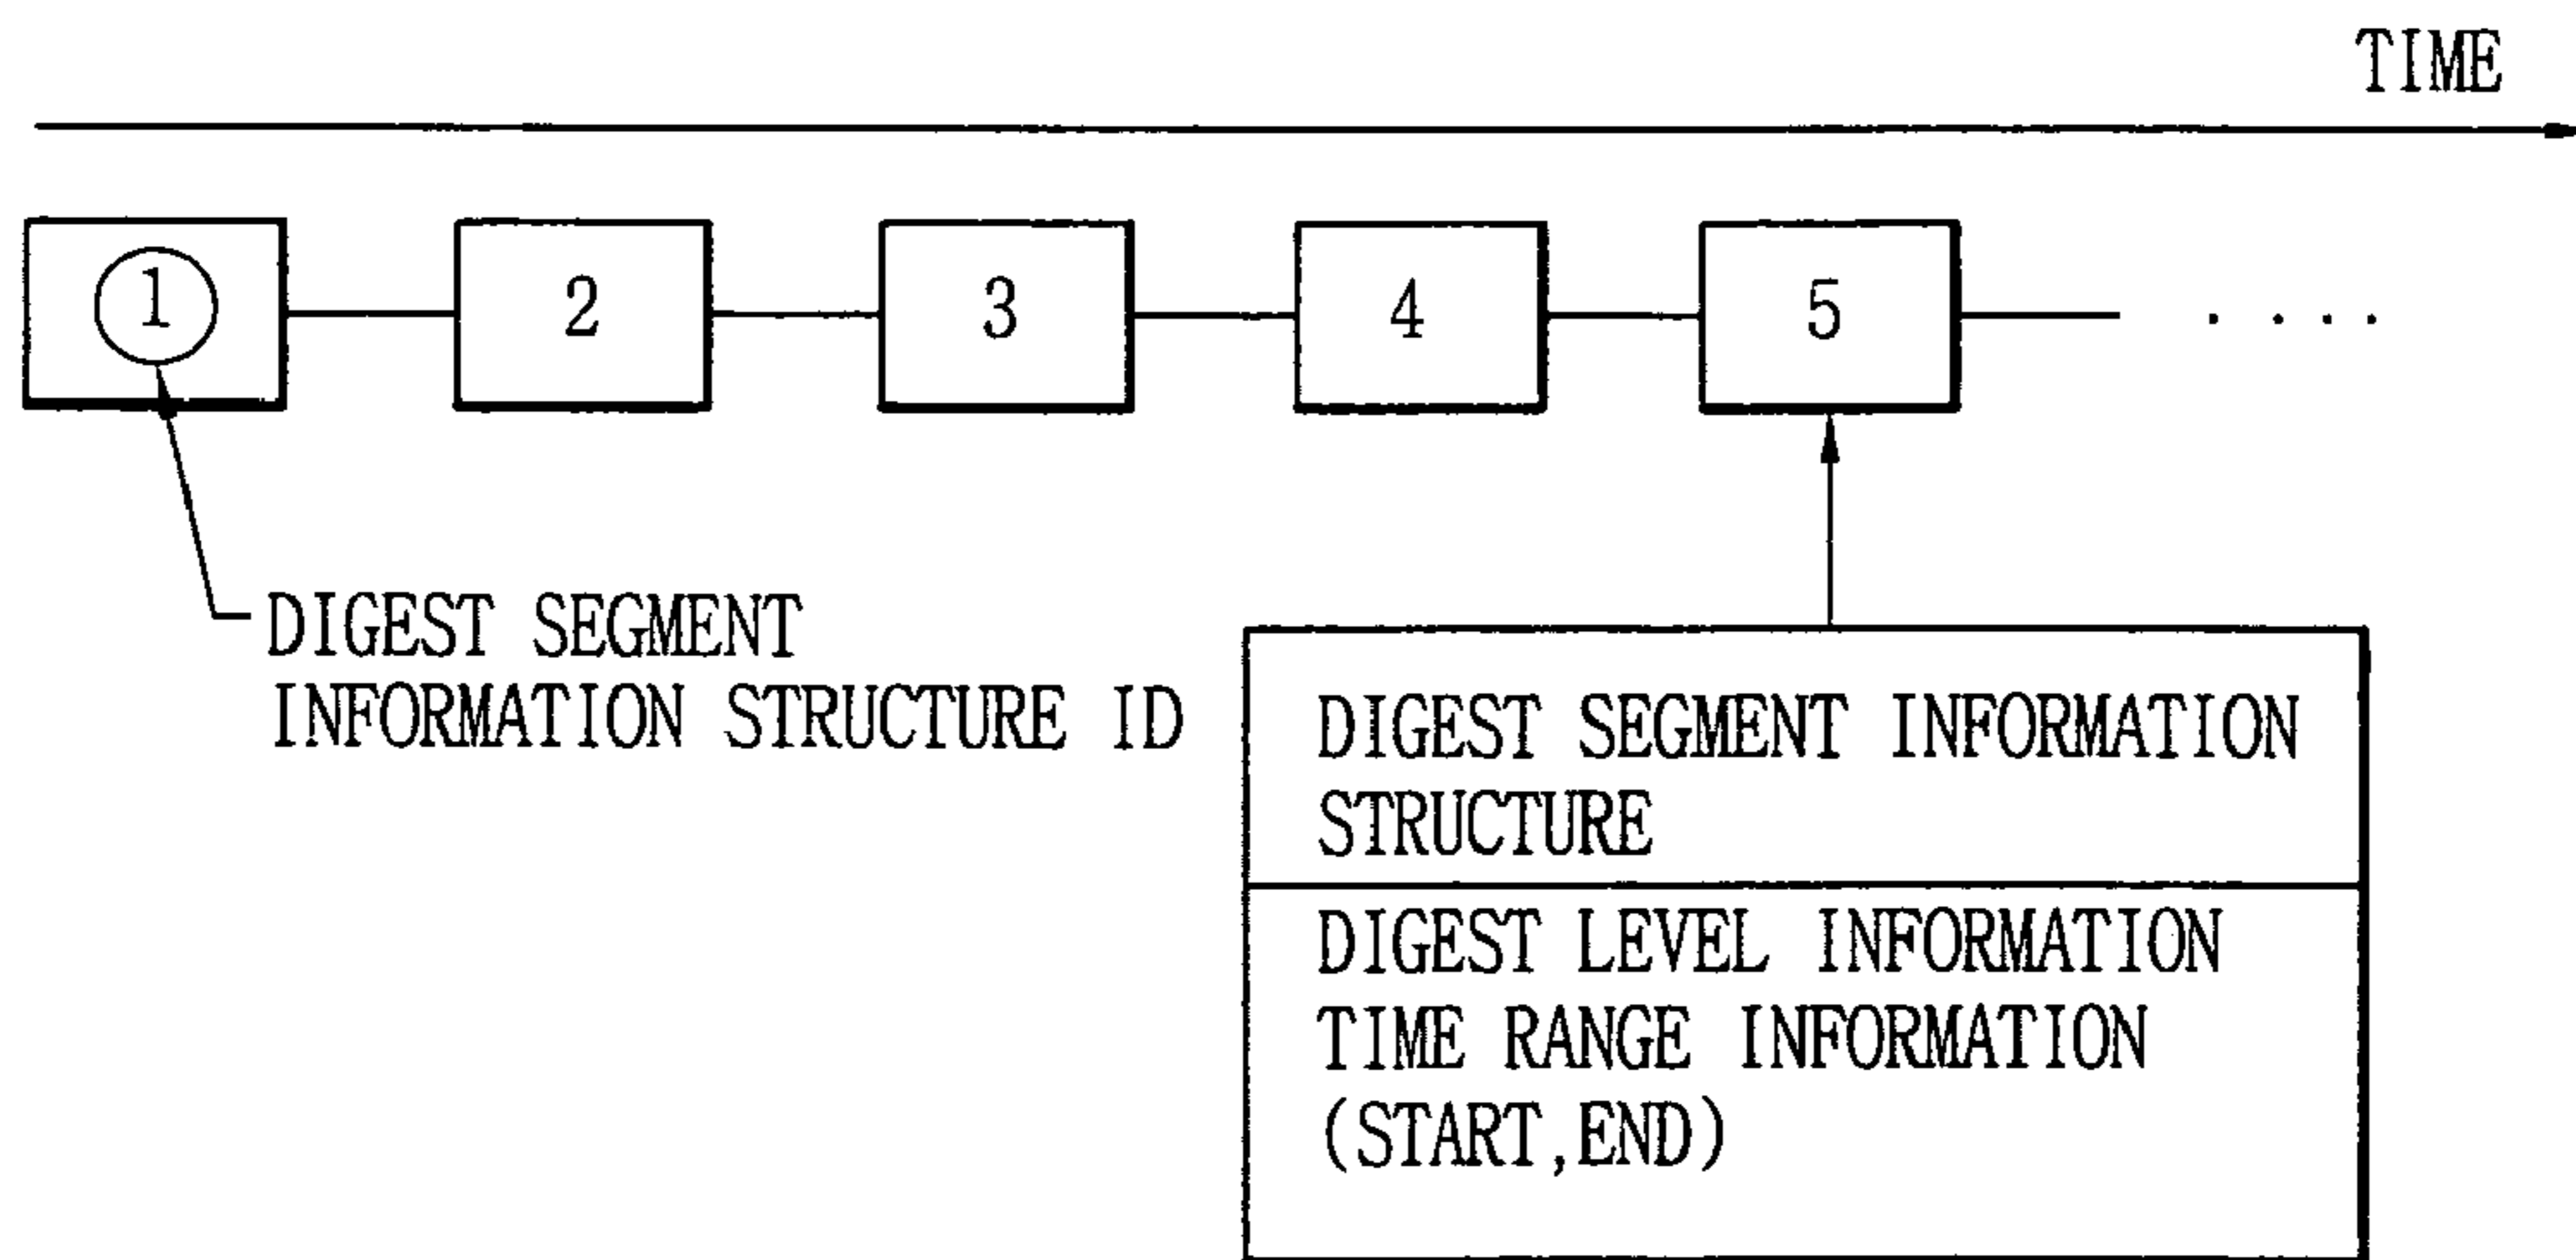 TIME
1 2 3 4 5 ....
DIGEST SEGMENT
INFORMATION STRUCTURE ID
DIGEST SEGMENT INFORMATION
STRUCTURE
DIGEST LEVEL INFORMATION
TIME RANGE INFORMATION
(START,END)